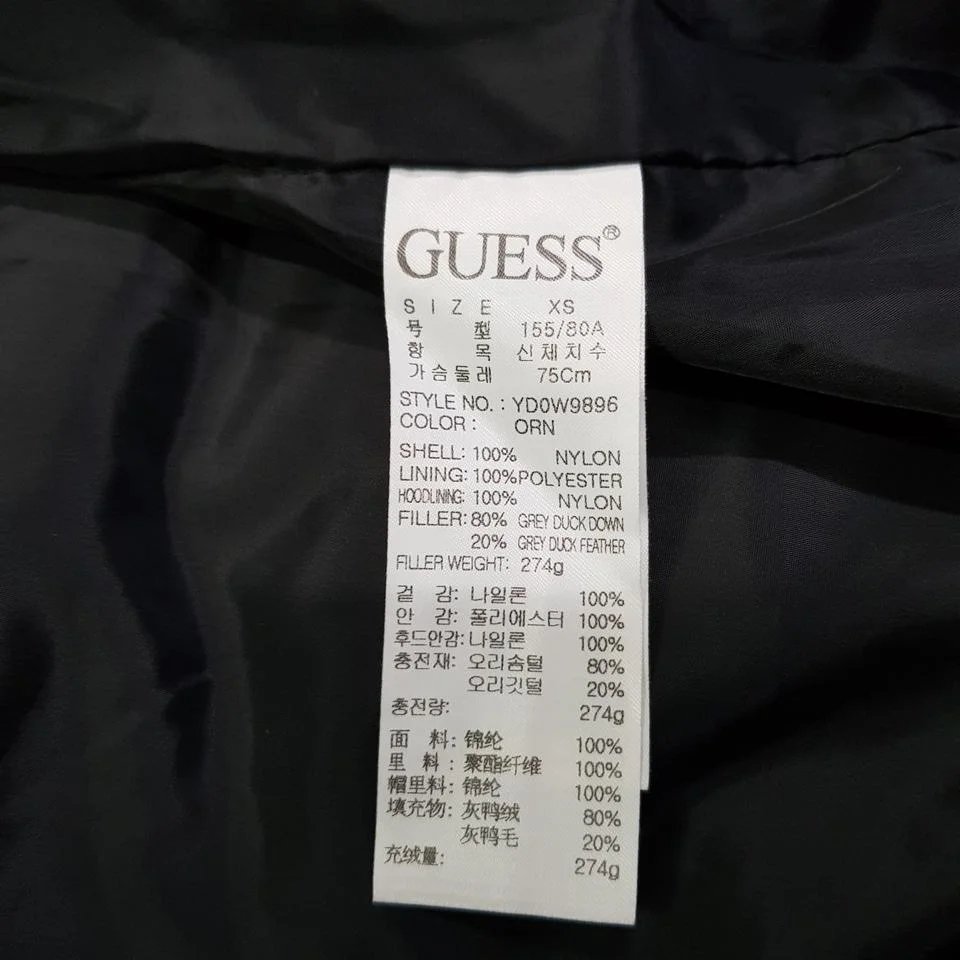 GUESS®
SIZE XS
号 型 155/80A
항 목 신체치수
가슴둘레 75Cm
STYLE NO. : YD0W9896
COLOR : ORN
SHELL: 100% NYLON
LINING: 100%POLYESTER
HOODLINING: 100% NYLON
FILLER: 80% GREY DUCK DOWN
20% GREY DUCK FEATHER
FILLER WEIGHT: 274g
겉 감: 나일론 100%
안 감: 폴리에스터 100%
후드안감: 나일론 100%
충전재: 오리솜털 80%
오리깃털 20%
충전량: 274g
面 料: 锦纶 100%
里 料: 聚酯纤维 100%
帽里料: 锦纶 100%
填充物: 灰鸭绒 80%
灰鸭毛 20%
充绒量: 274g